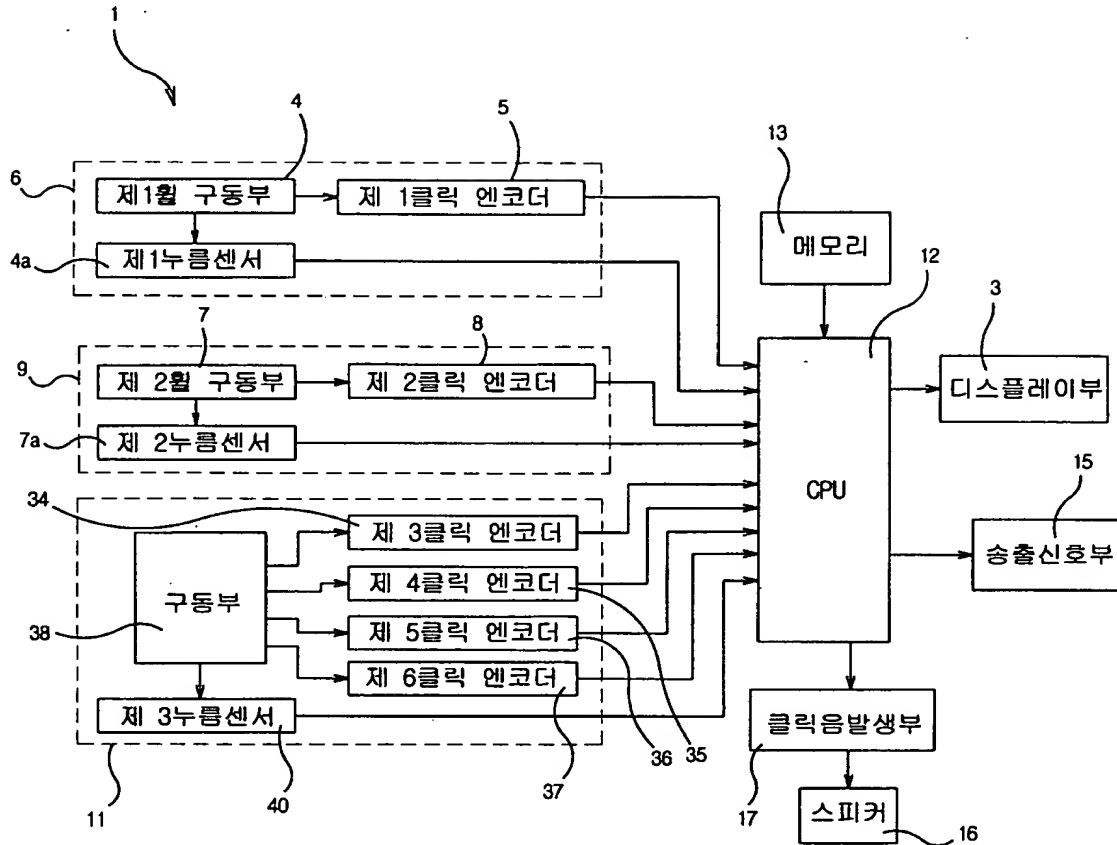 1
4
5
13
6
제1휠 구동부
제 1클릭 엔코더
메모리
12
4a
제1누름센서
3
7
8
9
제 2휠 구동부
제 2클릭 엔코더
디스플레이부
7a
제 2누름센서
CPU
15
34
제 3클릭 엔코더
송출신호부
구동부
제 4클릭 엔코더
38
제 5클릭 엔코더
제 6클릭 엔코더
제 3누름센서
클릭음발생부
36
35
11
40
37
17
스피커
16